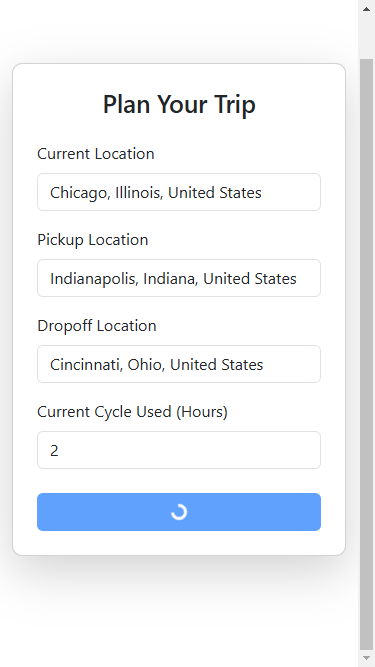 Plan Your Trip
Current Location
Chicago, Illinois, United States
Pickup Location
Indianapolis, Indiana, United States
Dropoff Location
Cincinnati, Ohio, United States
Current Cycle Used (Hours)
2